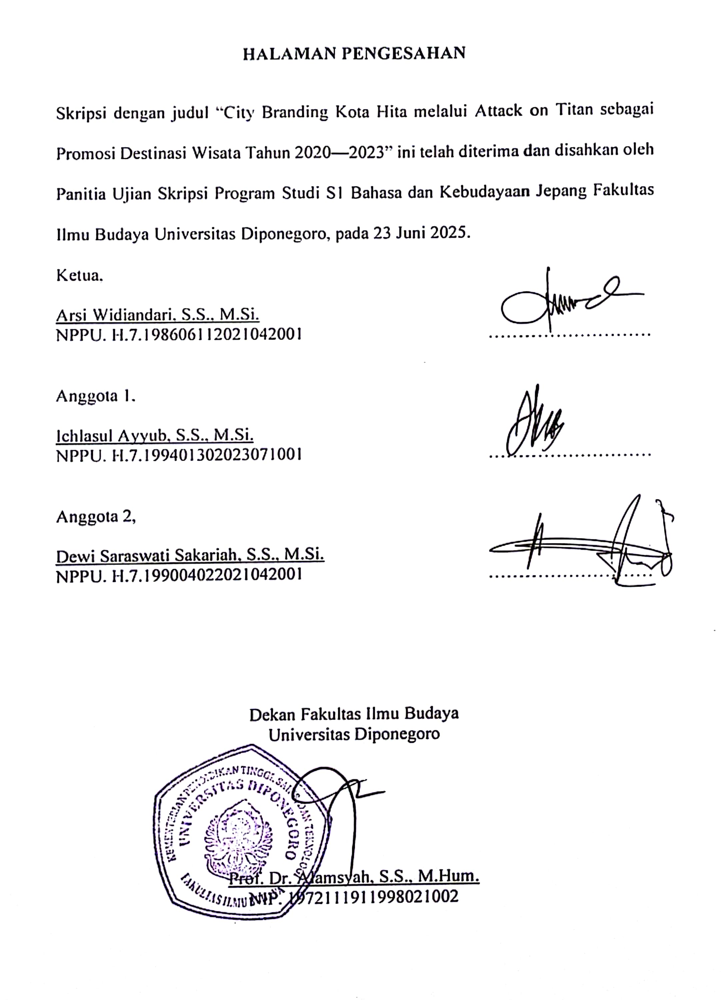 HALAMAN PENGESAHAN
Skripsi dengan judul “City Branding Kota Hita melalui Attack on Titan sebagai
Promosi Destinasi Wisata Tahun 2020—2023” ini telah diterima dan disahkan oleh
Panitia Ujian Skripsi Program Studi S1 Bahasa dan Kebudayaan Jepang Fakultas
Ilmu Budaya Universitas Diponegoro, pada 23 Juni 2025.
Ketua.
Arsi Widiandari. S.S., M.Si.
NPPU. H.7.198606112021042001
Anggota 1.
Ichlasul Ayyub, S.S., M.Si.
NPPU. H.7.199401302023071001
Anggota 2,
Dewi Saraswati Sakariah, S.S., M.Si.
NPPU. H.7.199004022021042001
Dekan Fakultas Ilmu Budaya
Universitas Diponegoro
KEMENTERIAN PENDIDIKAN TINGGI, SAINS DAN TEKNOLOGI
UNIVERSITAS DIPONEGORO
FAKULTAS ILMU BUDAYA
Prof. Dr. Alamsyah, S.S., M.Hum.
NIP. 1972111911998021002